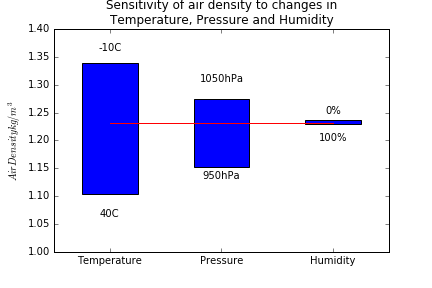 Sensitivity of air density to changes in
Temperature, Pressure and Humidity
Air Density kg/m³
1.40
1.35
1.30
1.25
1.20
1.15
1.10
1.05
1.00
-10C
40C
1050hPa
950hPa
0%
100%
Temperature
Pressure
Humidity